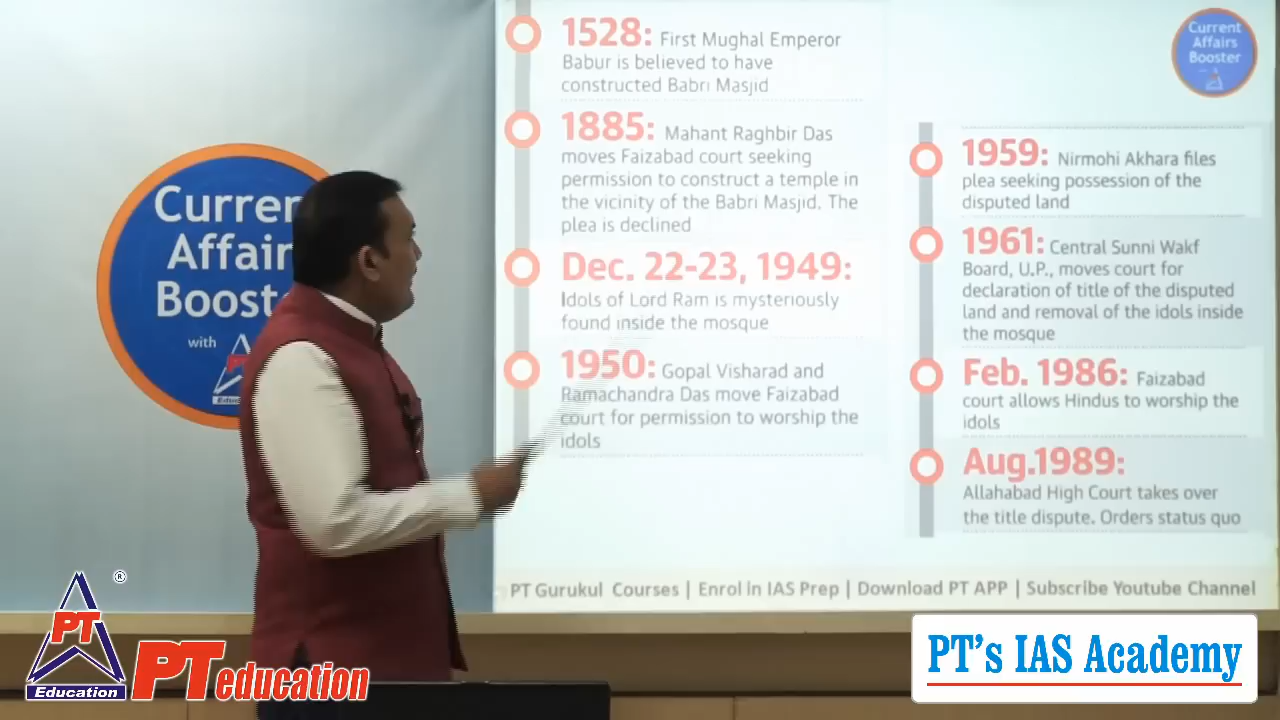 1528: First Mughal Emperor
Babur is believed to have
constructed Babri Masjid
1885: Mahant Raghbir Das
moves Faizabad court seeking
permission to construct a temple in
the vicinity of the Babri Masjid. The
plea is declined
Dec. 22-23, 1949:
Idols of Lord Ram is mysteriously
found inside the mosque
1950: Gopal Visharad and
Ramachandra Das move Faizabad
court for permission to worship the
idols
1959: Nirmohi Akhara files
plea seeking possession of the
disputed land
1961: Central Sunni Wakf
Board, U.P., moves court for
declaration of title of the disputed
land and removal of the idols inside
the mosque
Feb. 1986: Faizabad
court allows Hindus to worship the
idols
Aug.1989:
Allahabad High Court takes over
the title dispute. Orders status quo
Current
Affairs
Booster
Curren
Affair
Boost
with
PT Gurukul Courses | Enrol in IAS Prep | Download PT APP | Subscribe Youtube Channel
PT
Education
®
PT education
PT's IAS Academy